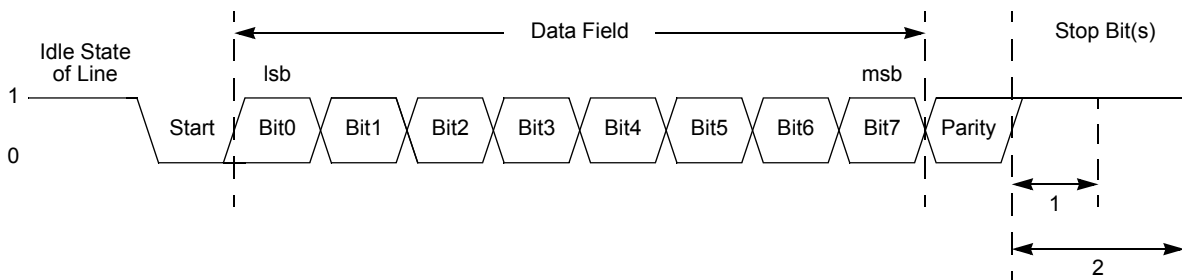 Data Field
Stop Bit(s)
Idle State
of Line
lsb
msb
1
Start
Bit0
Bit1
Bit2
Bit3
Bit4
Bit5
Bit6
Bit7
Parity
0
1
2